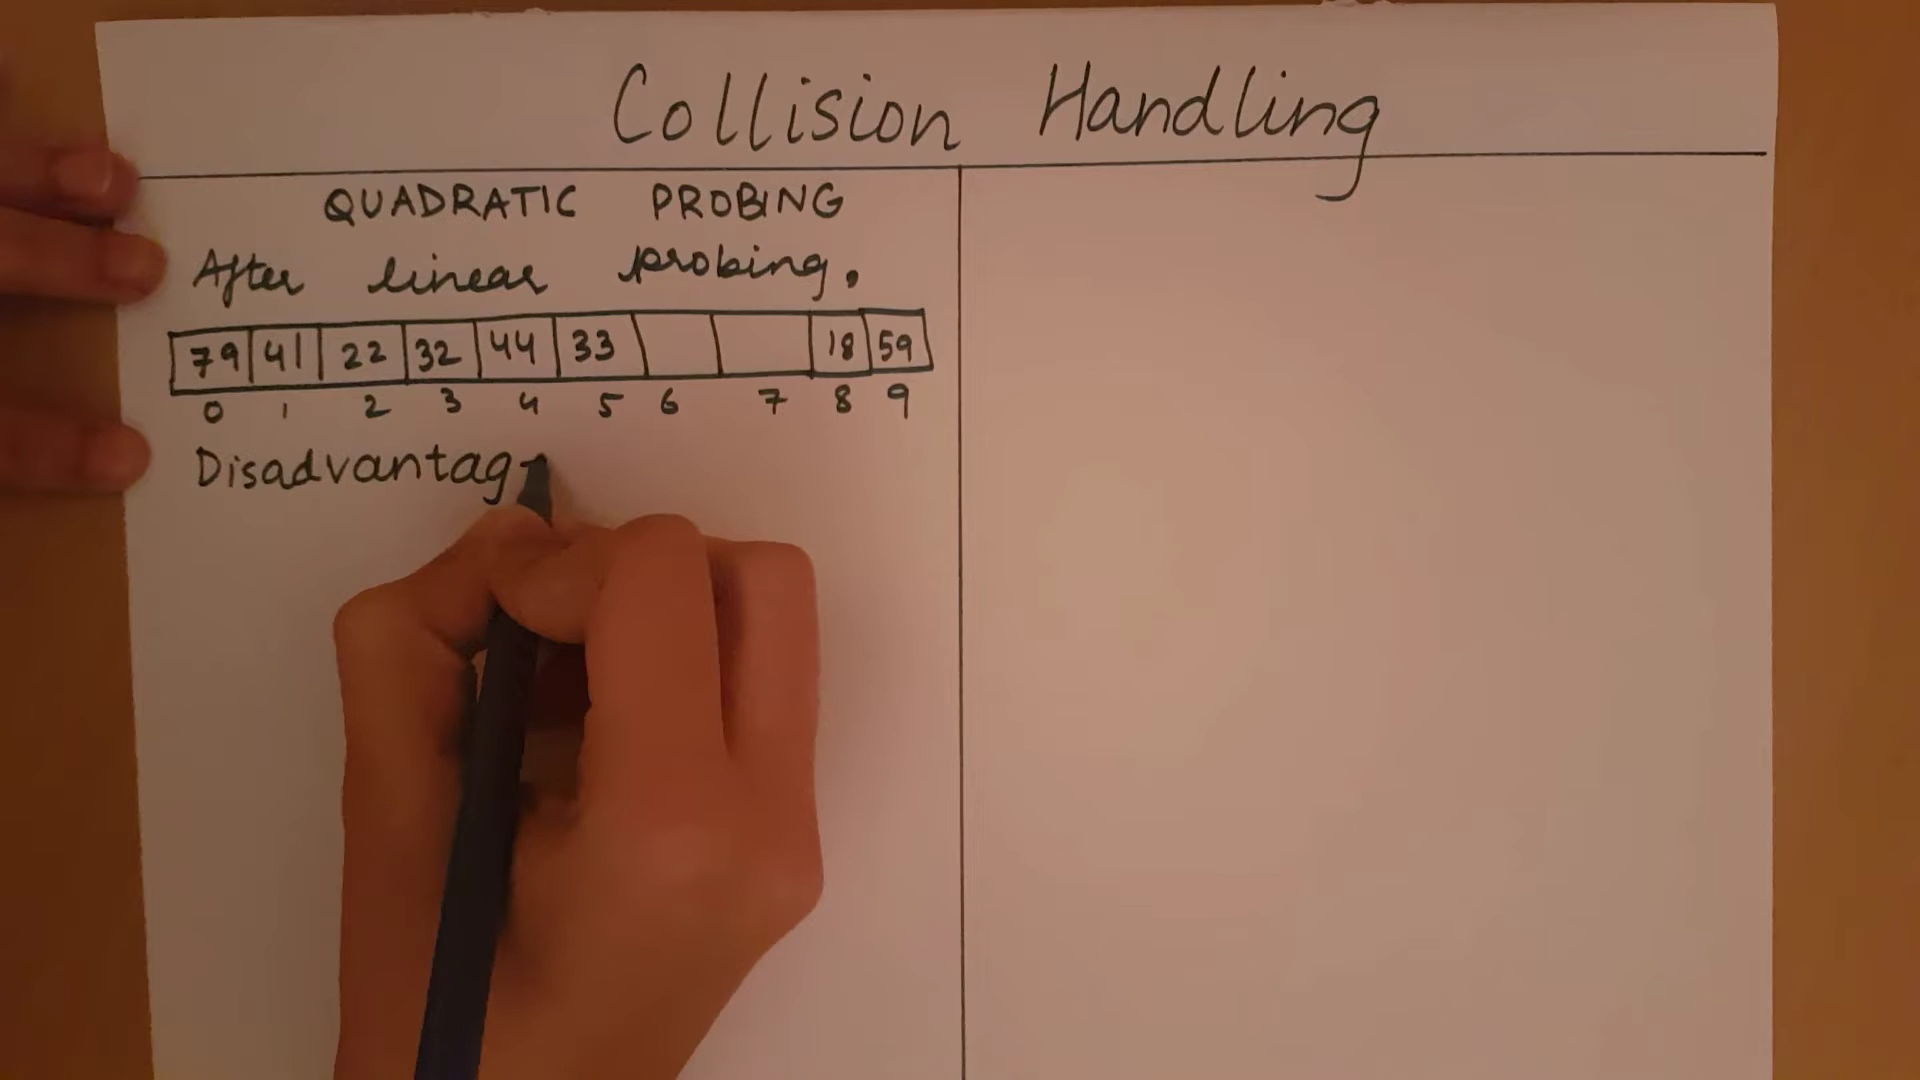 Collision Handling
QUADRATIC PROBING
After linear probing.
79 41 22 32 44 33 18 59
0 1 2 3 4 5 6 7 8 9
Disadvantag